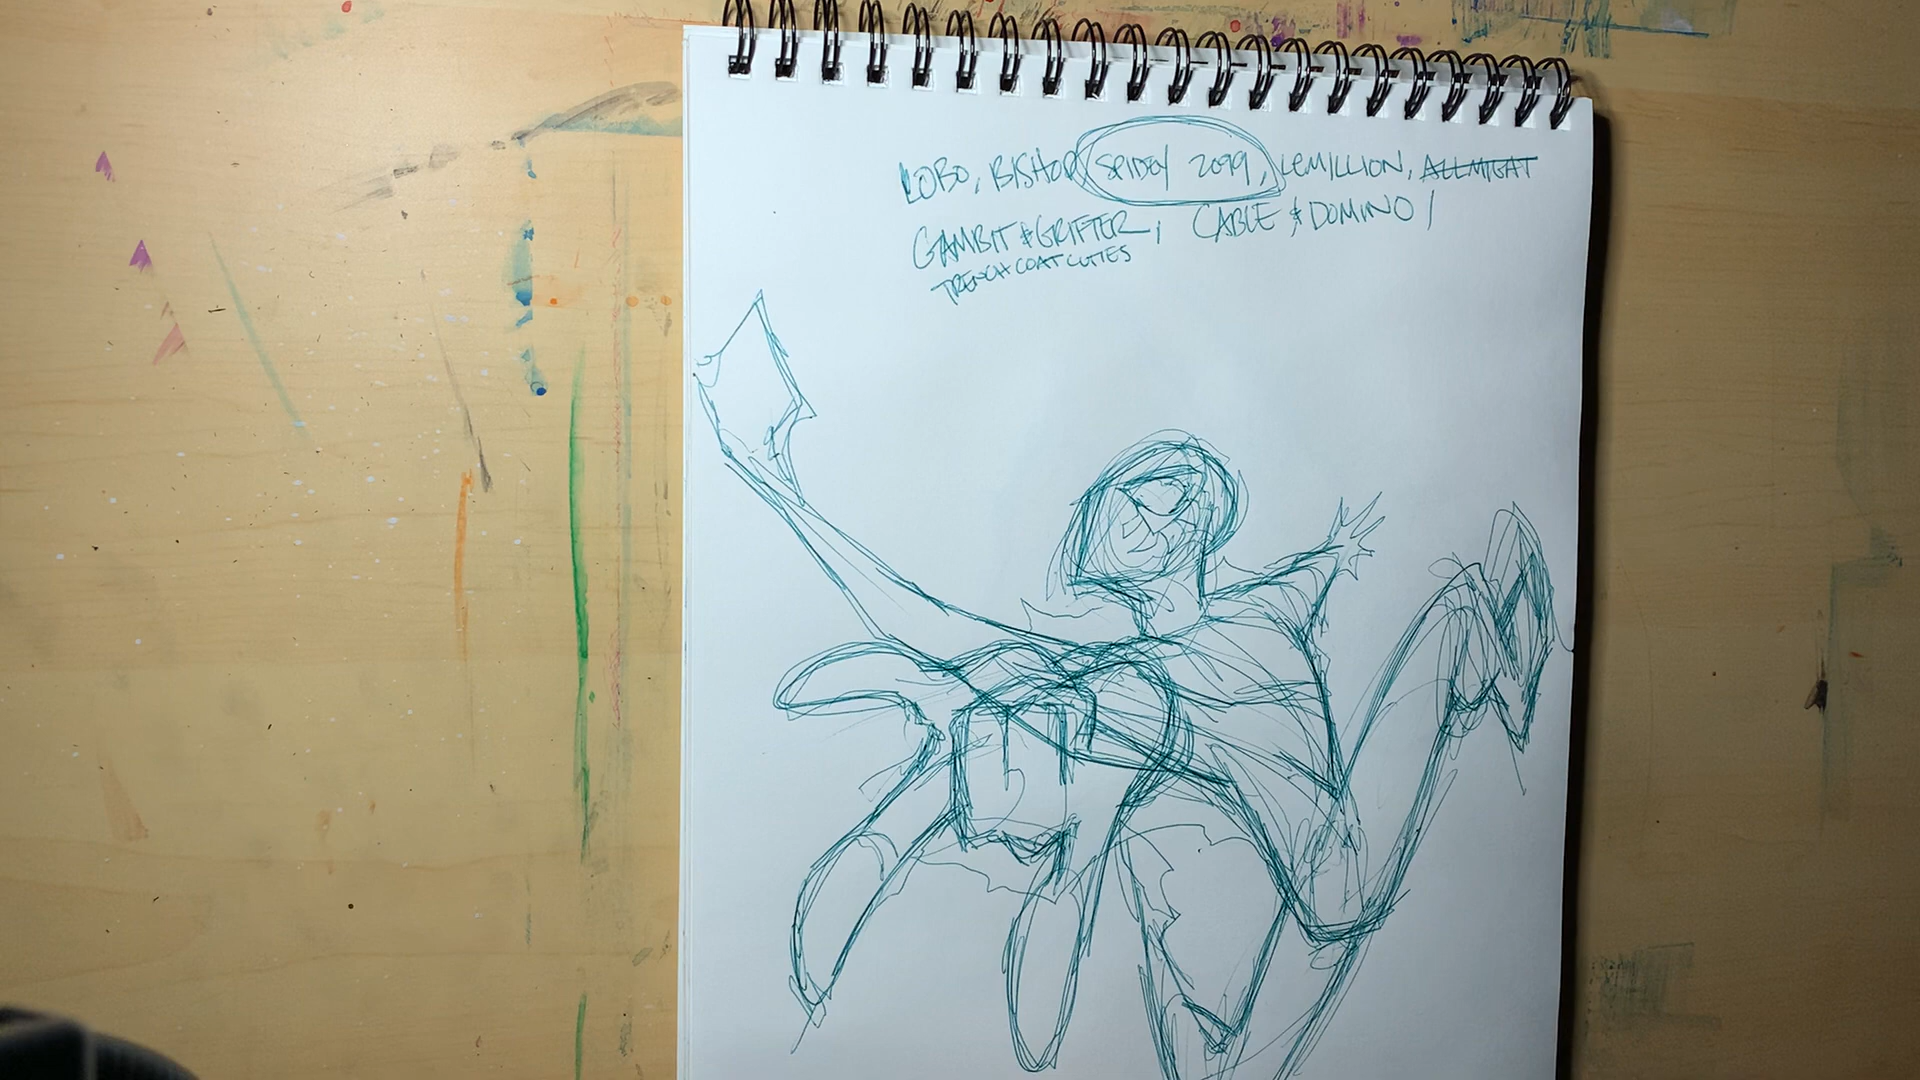 LOBO, BISHOP, SPIDEY 2099, LEMILLION, ALLMIGHT
GAMBIT & GRIFTER, CABLE & DOMINO,
TRENCH COAT CUTIES